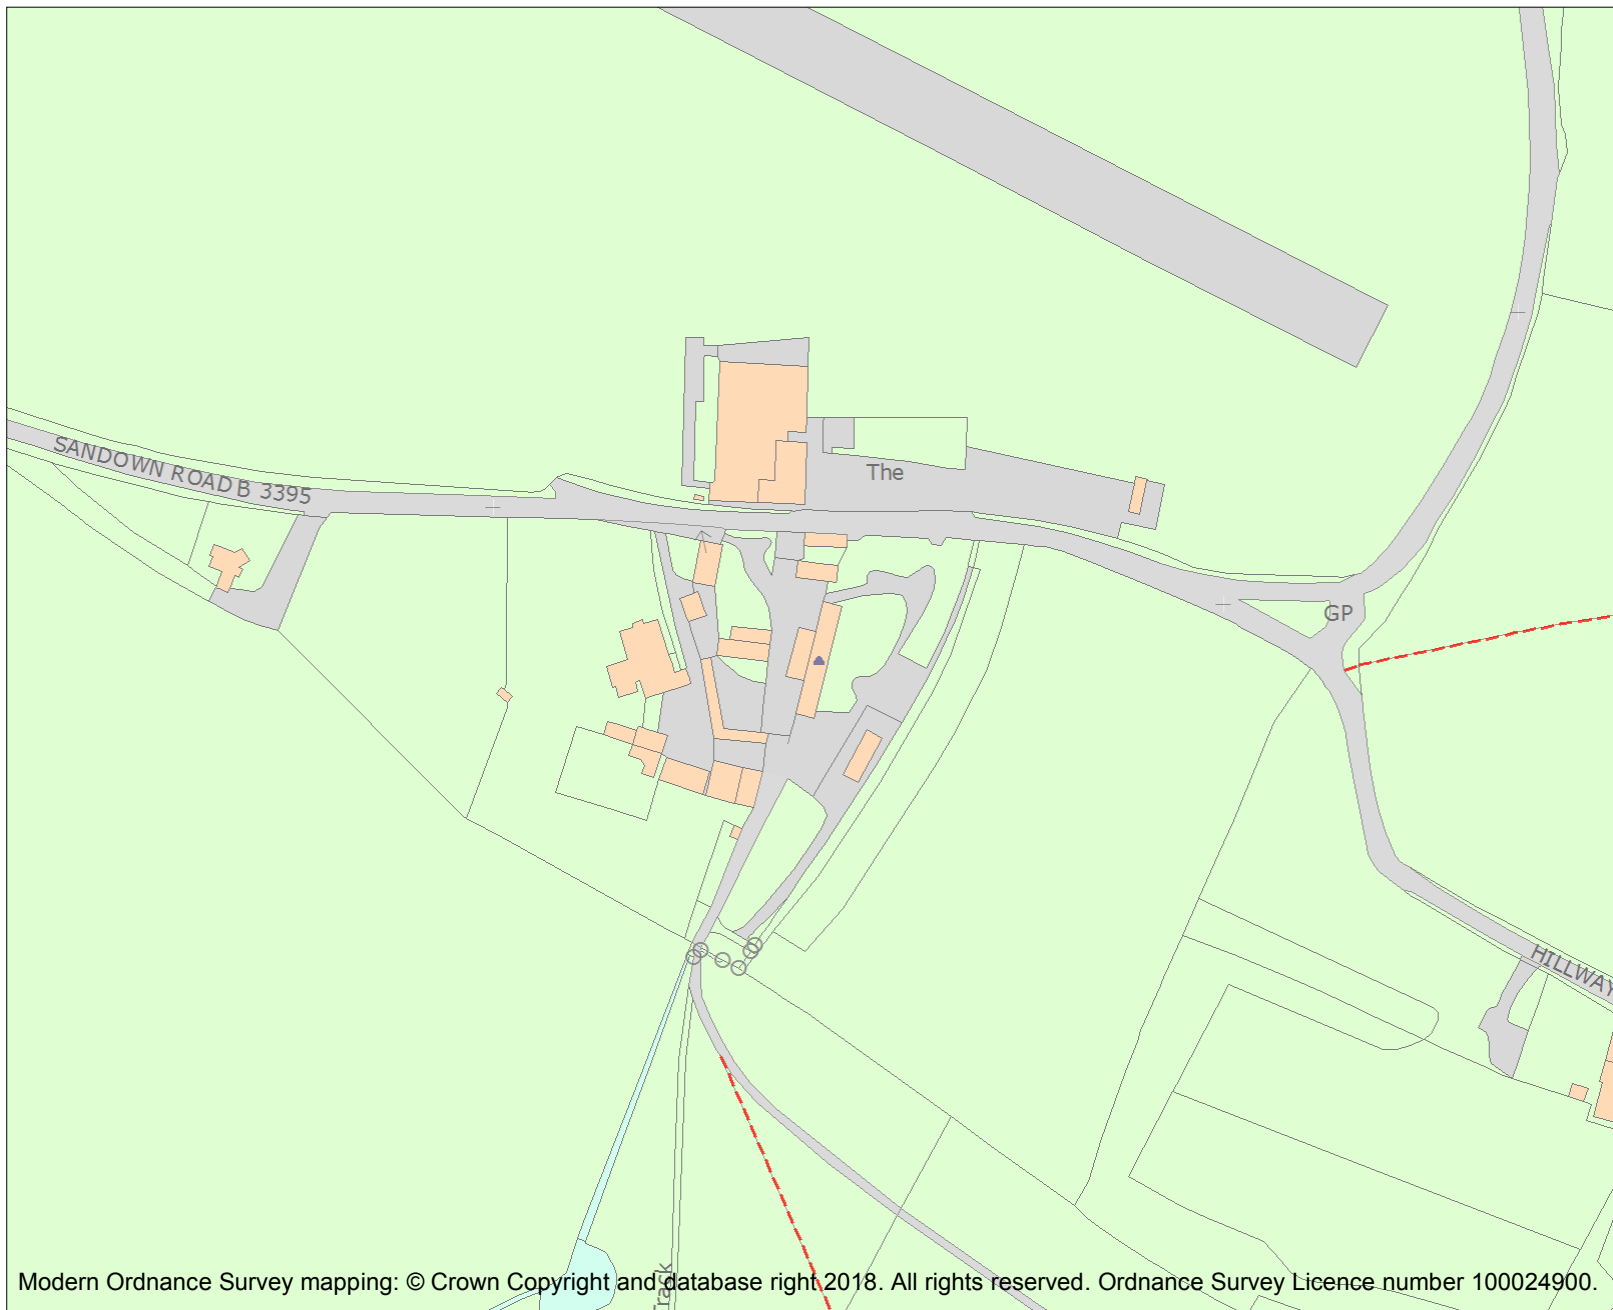 SANDOWN ROAD B 3395
The
GP
HILLWAY
Track
Modern Ordnance Survey mapping: © Crown Copyright and database right 2018. All rights reserved. Ordnance Survey Licence number 100024900.